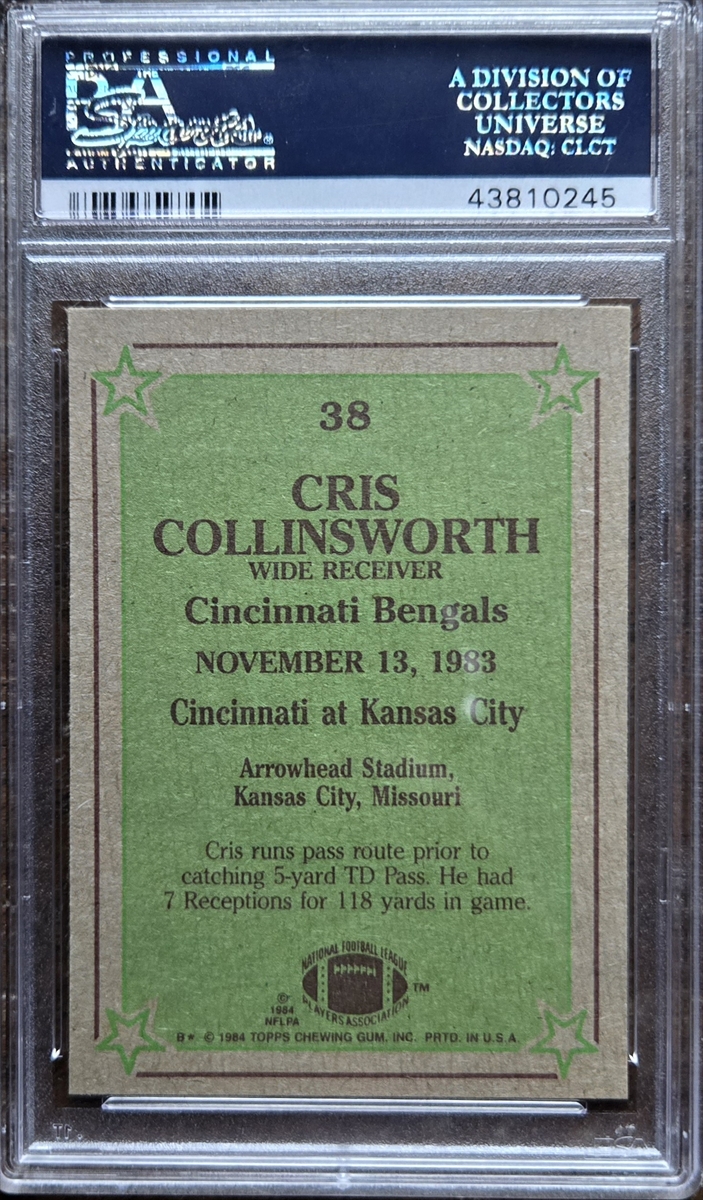 PROFESSIONAL
PSA
AUTHENTICATOR
A DIVISION OF
COLLECTORS
UNIVERSE
NASDAQ: CLCT
43810245
38
CRIS
COLLINSWORTH
WIDE RECEIVER
Cincinnati Bengals
NOVEMBER 13, 1983
Cincinnati at Kansas City
Arrowhead Stadium,
Kansas City, Missouri
Cris runs pass route prior to
catching 5-yard TD Pass. He had
7 Receptions for 118 yards in game.
NATIONAL FOOTBALL LEAGUE
PLAYERS ASSOCIATION
TM
©
1984
NFLPA
B* © 1984 TOPPS CHEWING GUM, INC. PRTD. IN U.S.A.